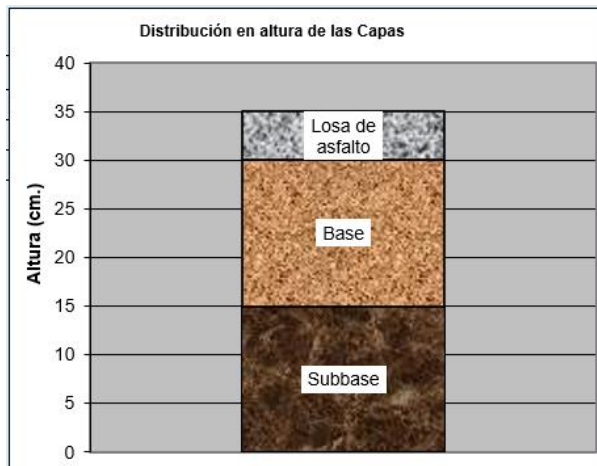 Distribución en altura de las Capas
40
35
30
25
20
15
10
5
0
Altura (cm.)
Losa de
asfalto
Base
Subbase